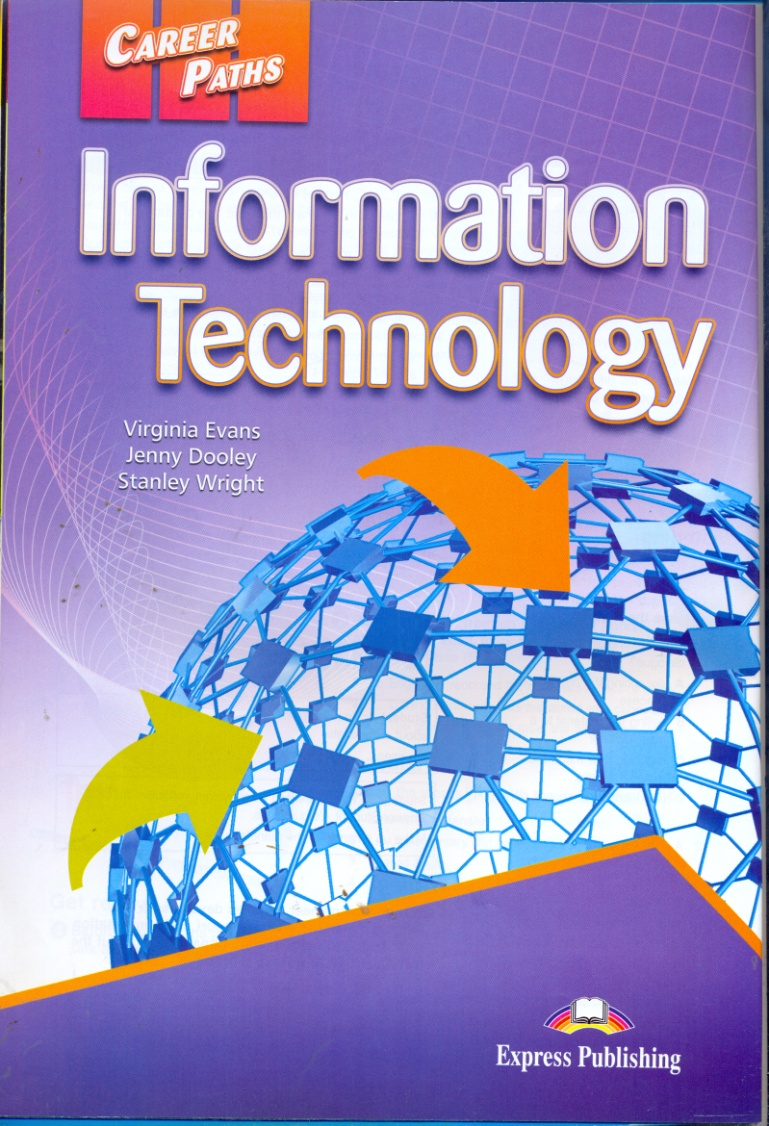 CAREER
PATHS
Information
Technology
Virginia Evans
Jenny Dooley
Stanley Wright
Express Publishing